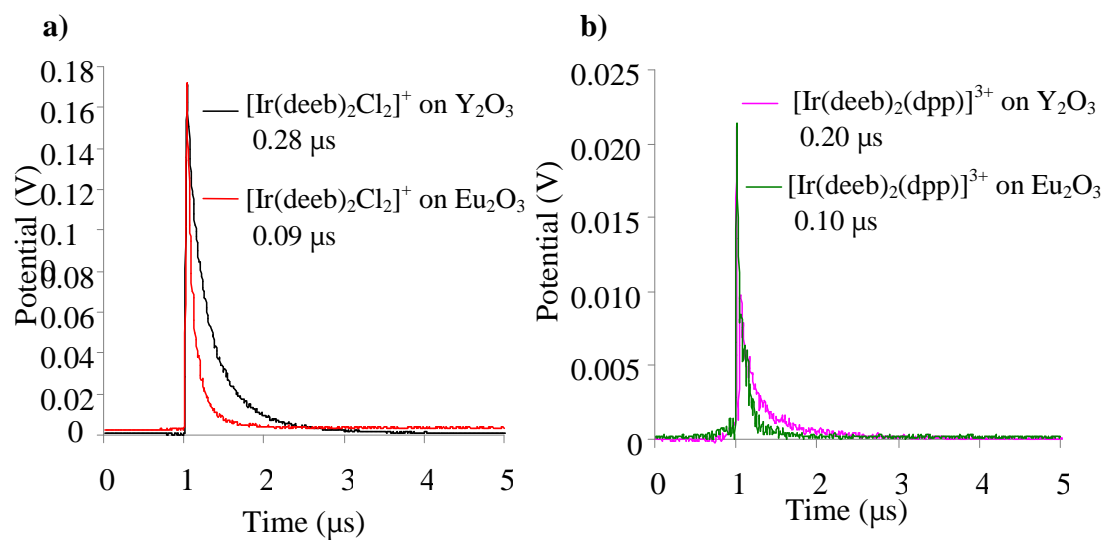 a)
0.18
0.16
0.14
0.12
0.1
0.08
0.06
0.04
0.02
0
Potential (V)
[Ir(deeb)₂Cl₂]⁺ on Y₂O₃
0.28 μs
[Ir(deeb)₂Cl₂]⁺ on Eu₂O₃
0.09 μs
0 1 2 3 4 5
Time (μs)
b)
0.025
0.020
0.015
0.010
0.005
0
Potential (V)
[Ir(deeb)₂(dpp)]³⁺ on Y₂O₃
0.20 μs
[Ir(deeb)₂(dpp)]³⁺ on Eu₂O₃
0.10 μs
0 1 2 3 4 5
Time (μs)